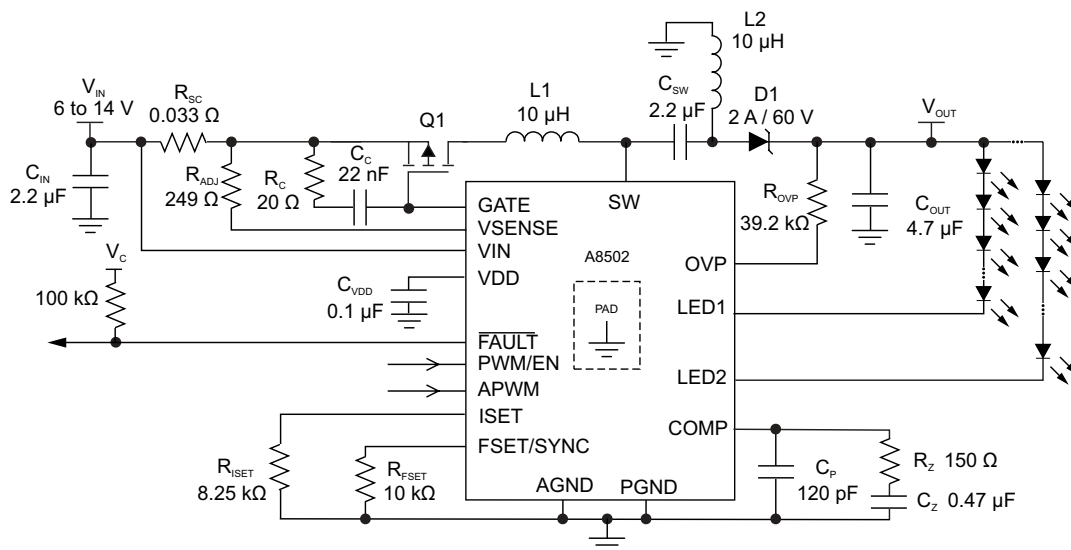 L2
10 µH
V_IN
6 to 14 V
R_SC
0.033 Ω
L1
10 µH
C_SW
2.2 µF
D1
2 A / 60 V
V_OUT
Q1
C_IN
2.2 µF
R_ADJ
249 Ω
R_C
20 Ω
C_C
22 nF
R_OVP
39.2 kΩ
C_OUT
4.7 µF
GATE
VSENSE
VIN
VDD
SW
A8502
PAD
OVP
LED1
LED2
COMP
V_C
100 kΩ
C_VDD
0.1 µF
FAULT
PWM/EN
APWM
ISET
FSET/SYNC
AGND
PGND
R_ISET
8.25 kΩ
R_FSET
10 kΩ
C_P
120 pF
R_Z 150 Ω
C_Z 0.47 µF